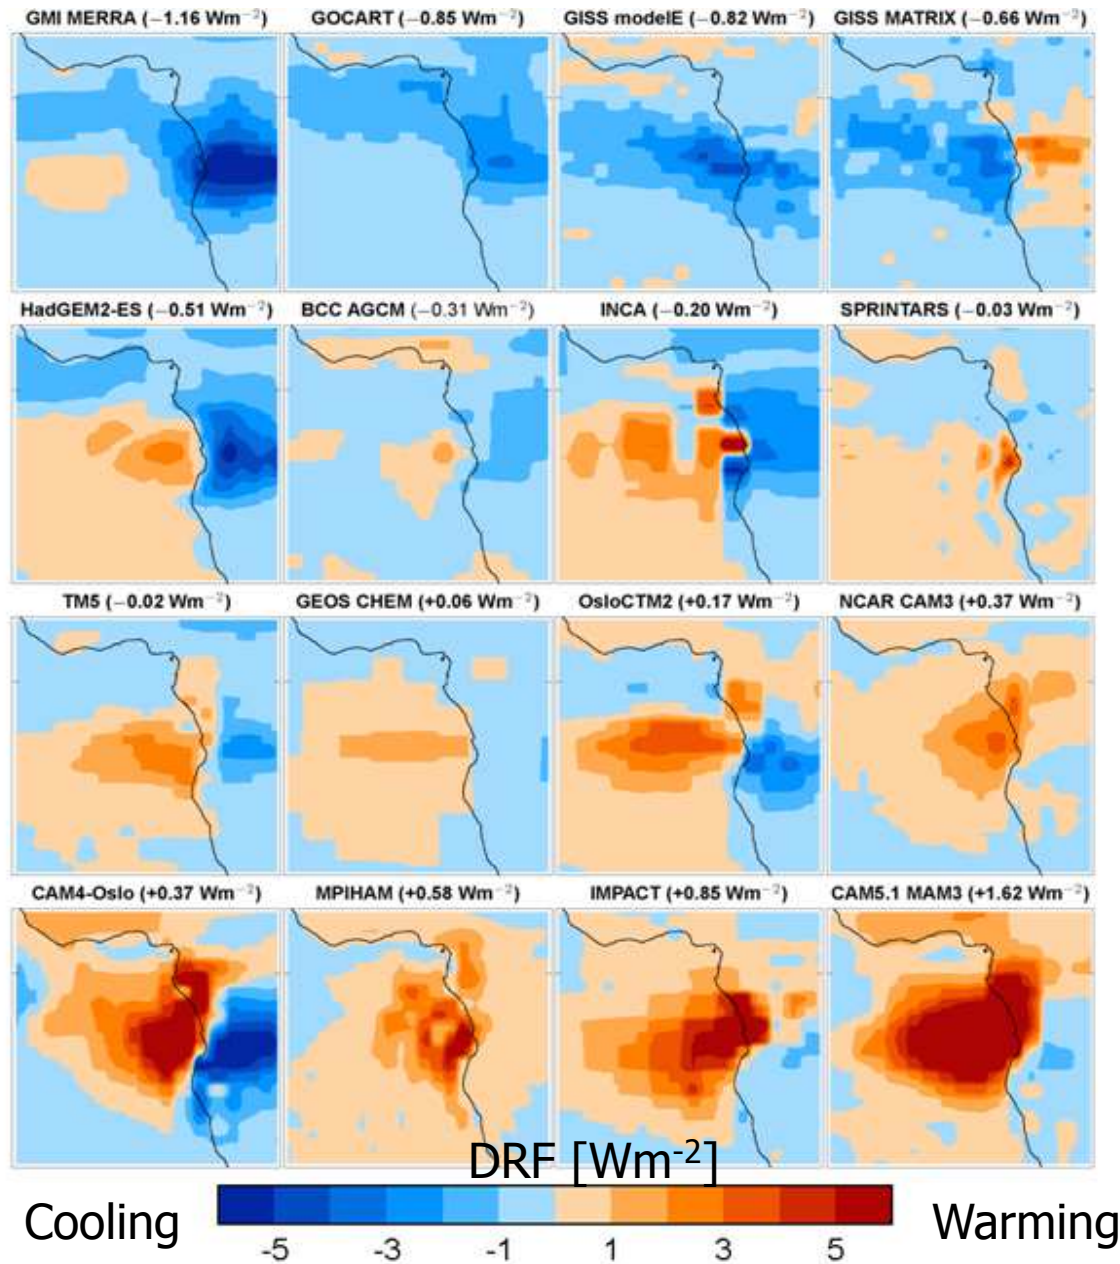 GMI MERRA (−1.16 Wm−2) GOCART (−0.85 Wm−2) GISS modelE (−0.82 Wm−2) GISS MATRIX (−0.66 Wm−2)
HadGEM2-ES (−0.51 Wm−2) BCC AGCM (−0.31 Wm−2) INCA (−0.20 Wm−2) SPRINTARS (−0.03 Wm−2)
TM5 (−0.02 Wm−2) GEOS CHEM (+0.06 Wm−2) OsloCTM2 (+0.17 Wm−2) NCAR CAM3 (+0.37 Wm−2)
CAM4-Oslo (+0.37 Wm−2) MPIHAM (+0.58 Wm−2) IMPACT (+0.85 Wm−2) CAM5.1 MAM3 (+1.62 Wm−2)
DRF [Wm-2]
Cooling Warming
-5 -3 -1 1 3 5